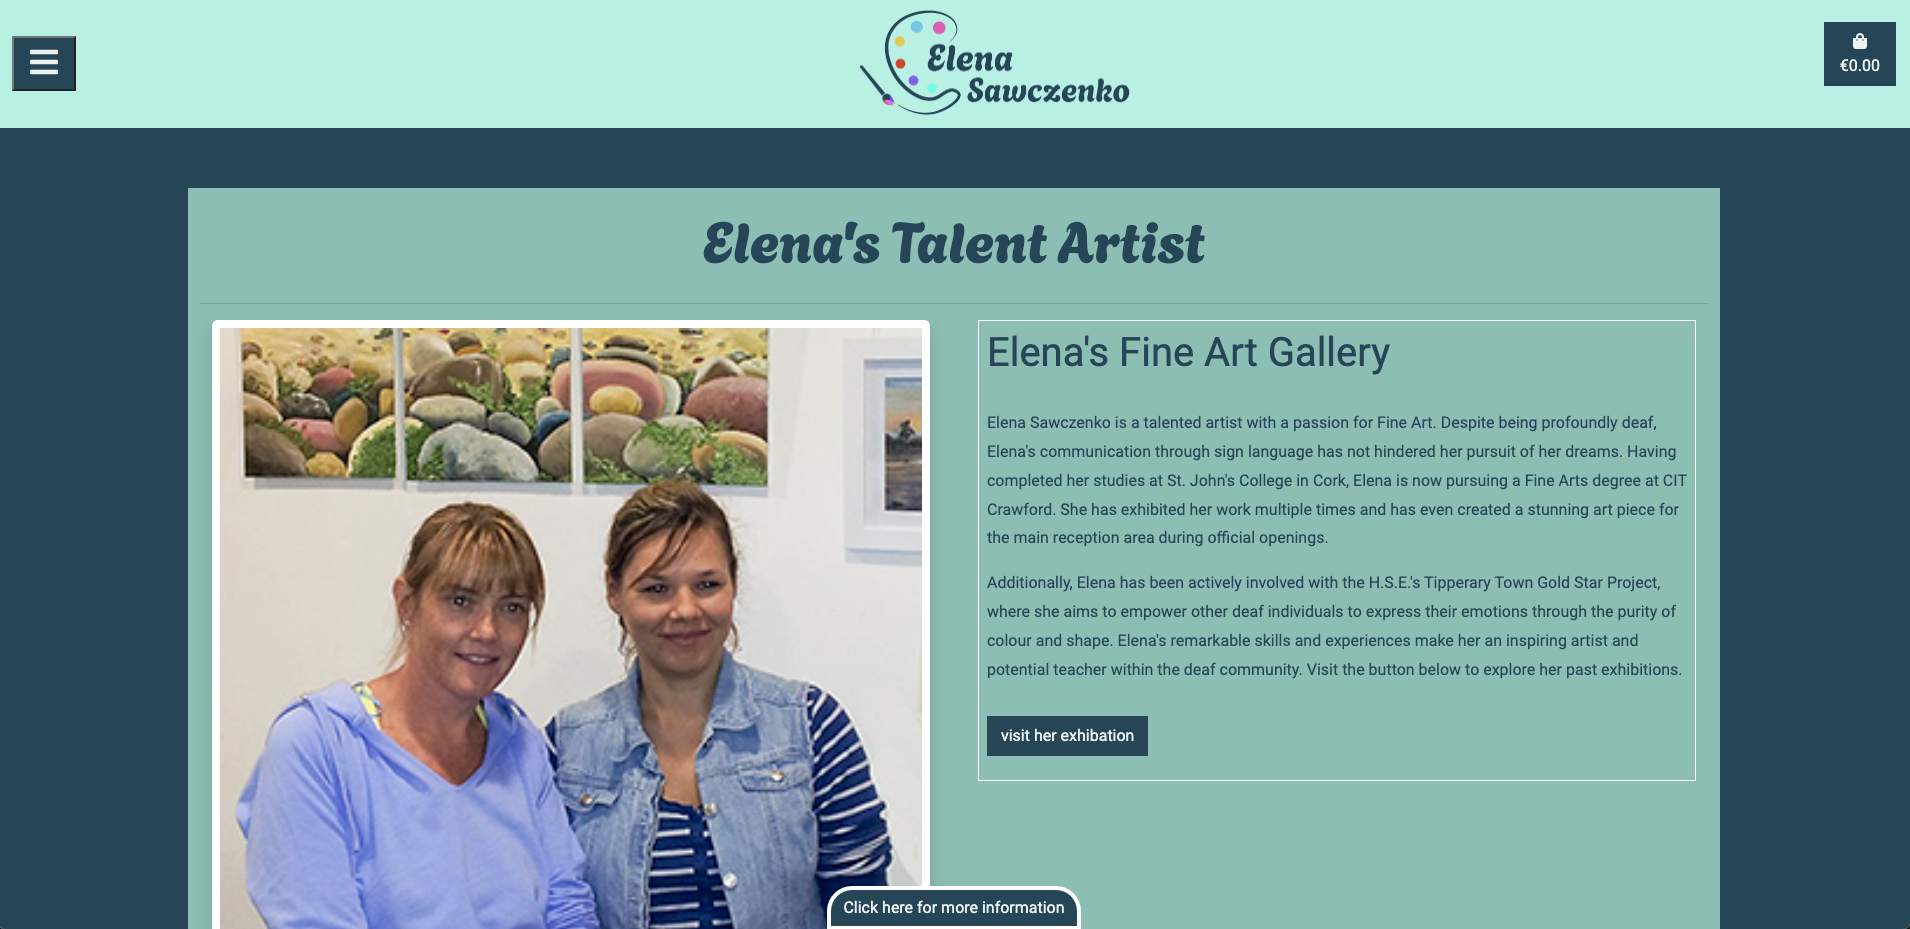 Elena
Sawczenko
€0.00
Elena's Talent Artist
Elena's Fine Art Gallery
Elena Sawczenko is a talented artist with a passion for Fine Art. Despite being profoundly deaf,
Elena's communication through sign language has not hindered her pursuit of her dreams. Having
completed her studies at St. John's College in Cork, Elena is now pursuing a Fine Arts degree at CIT
Crawford. She has exhibited her work multiple times and has even created a stunning art piece for
the main reception area during official openings.
Additionally, Elena has been actively involved with the H.S.E.'s Tipperary Town Gold Star Project,
where she aims to empower other deaf individuals to express their emotions through the purity of
colour and shape. Elena's remarkable skills and experiences make her an inspiring artist and
potential teacher within the deaf community. Visit the button below to explore her past exhibitions.
visit her exhibation
Click here for more information